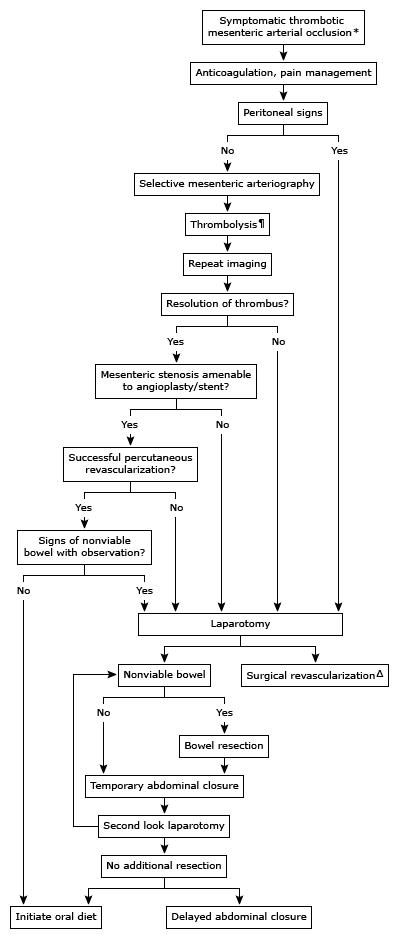 Symptomatic thrombotic
mesenteric arterial occlusion*
Anticoagulation, pain management
Peritoneal signs
No
Yes
Selective mesenteric arteriography
Thrombolysis¶
Repeat imaging
Resolution of thrombus?
Yes
No
Mesenteric stenosis amenable
to angioplasty/stent?
Yes
No
Successful percutaneous
revascularization?
Yes
No
Signs of nonviable
bowel with observation?
No
Yes
Laparotomy
Nonviable bowel
Surgical revascularizationΔ
No
Yes
Bowel resection
Temporary abdominal closure
Second look laparotomy
No additional resection
Initiate oral diet
Delayed abdominal closure